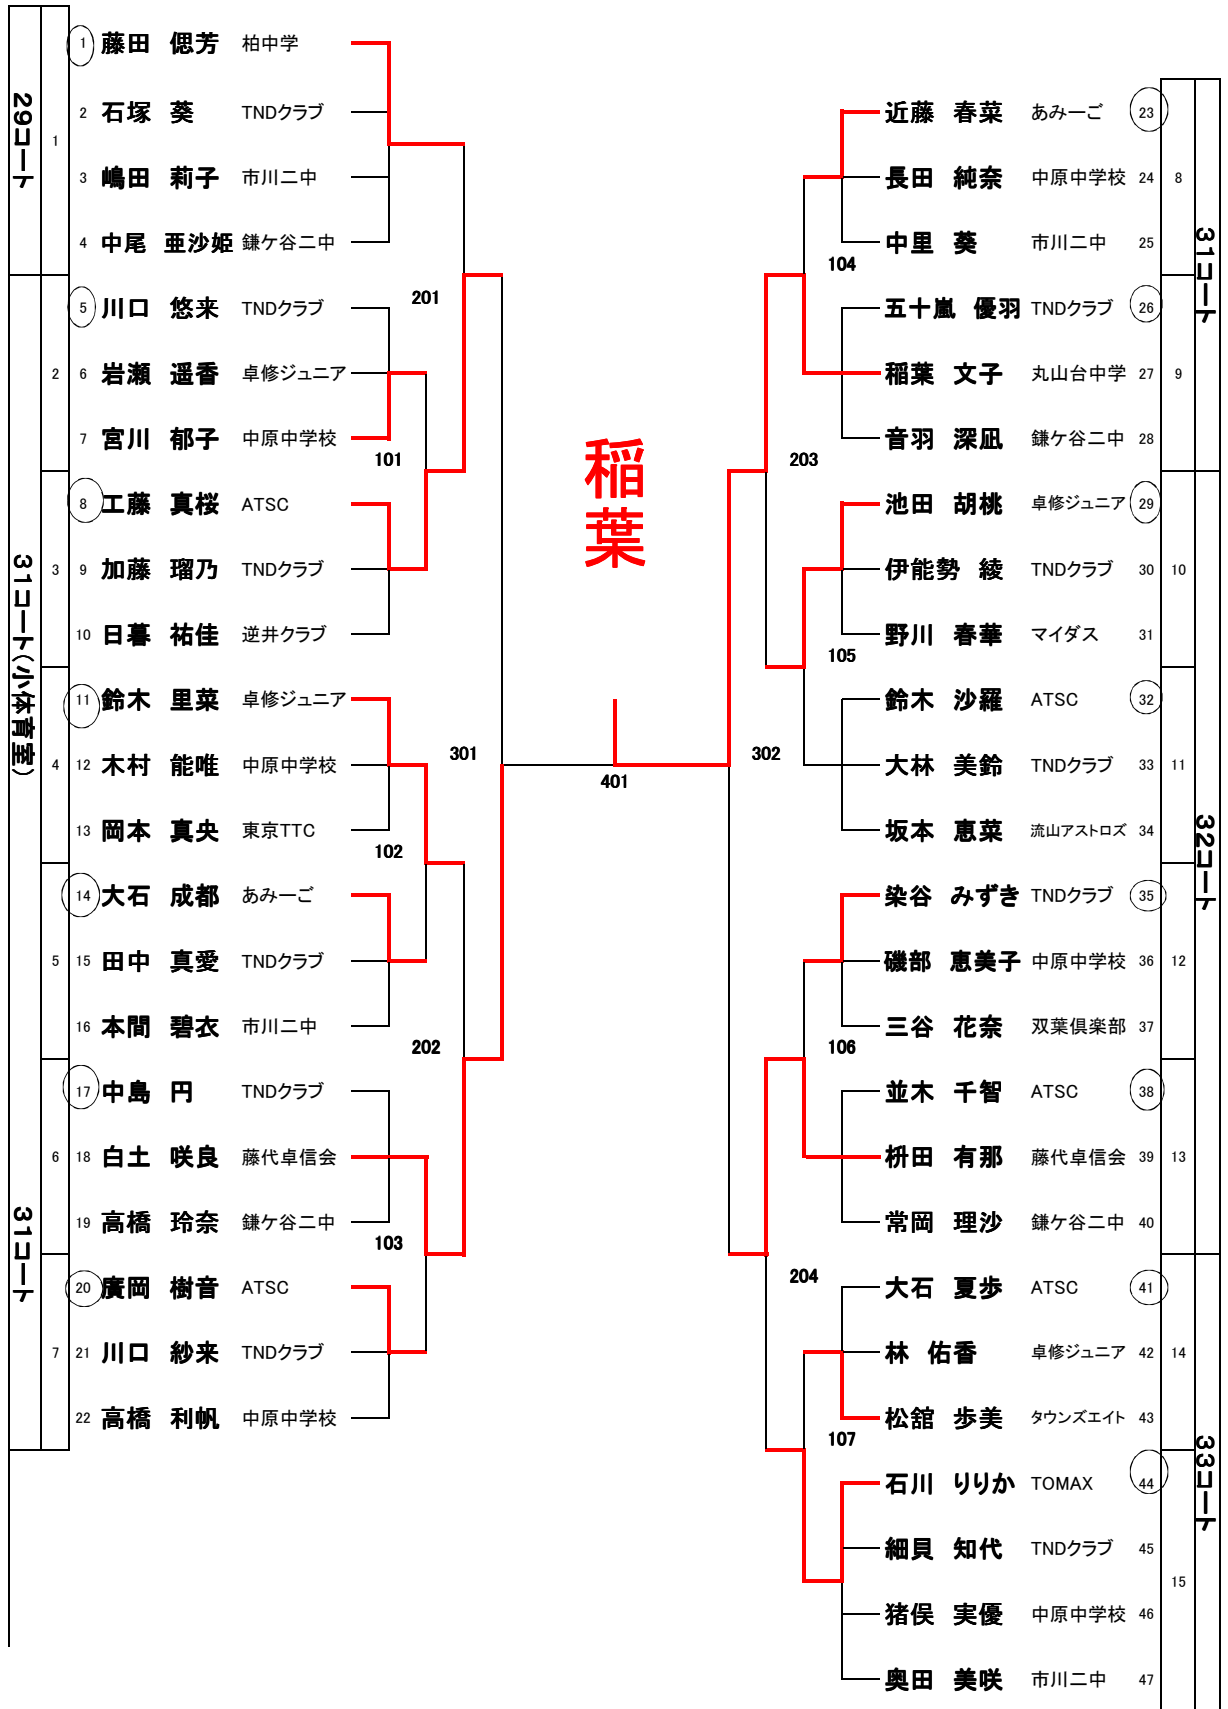 29コート
1
1 藤田 偲芳 柏中学
2 石塚 葵 TNDクラブ
3 嶋田 莉子 市川二中
4 中尾 亜沙姫 鎌ケ谷二中
31コート(小体育室)
2
5 川口 悠来 TNDクラブ
6 岩瀬 遥香 卓修ジュニア
7 宮川 郁子 中原中学校
3
8 工藤 真桜 ATSC
9 加藤 瑠乃 TNDクラブ
10 日暮 祐佳 逆井クラブ
4
11 鈴木 里菜 卓修ジュニア
12 木村 能唯 中原中学校
13 岡本 真央 東京TTC
5
14 大石 成都 あみーご
15 田中 真愛 TNDクラブ
16 本間 碧衣 市川二中
31コート
6
17 中島 円 TNDクラブ
18 白土 咲良 藤代卓信会
19 高橋 玲奈 鎌ケ谷二中
7
20 廣岡 樹音 ATSC
21 川口 紗来 TNDクラブ
22 高橋 利帆 中原中学校
101
102
103
201
202
301
401
稲葉
302
203
204
104
105
106
107
31コート
近藤 春菜 あみーご 23
長田 純奈 中原中学校 24
中里 葵 市川二中 25
8
五十嵐 優羽 TNDクラブ 26
稲葉 文子 丸山台中学 27
音羽 深凪 鎌ケ谷二中 28
9
32コート
池田 胡桃 卓修ジュニア 29
伊能勢 綾 TNDクラブ 30
野川 春華 マイダス 31
10
鈴木 沙羅 ATSC 32
大林 美鈴 TNDクラブ 33
坂本 恵菜 流山アストロズ 34
11
染谷 みずき TNDクラブ 35
磯部 恵美子 中原中学校 36
三谷 花奈 双葉倶楽部 37
12
並木 千智 ATSC 38
枡田 有那 藤代卓信会 39
常岡 理沙 鎌ケ谷二中 40
13
33コート
大石 夏歩 ATSC 41
林 佑香 卓修ジュニア 42
松舘 歩美 タウンズエイト 43
14
石川 りりか TOMAX 44
細貝 知代 TNDクラブ 45
猪俣 実優 中原中学校 46
奥田 美咲 市川二中 47
15